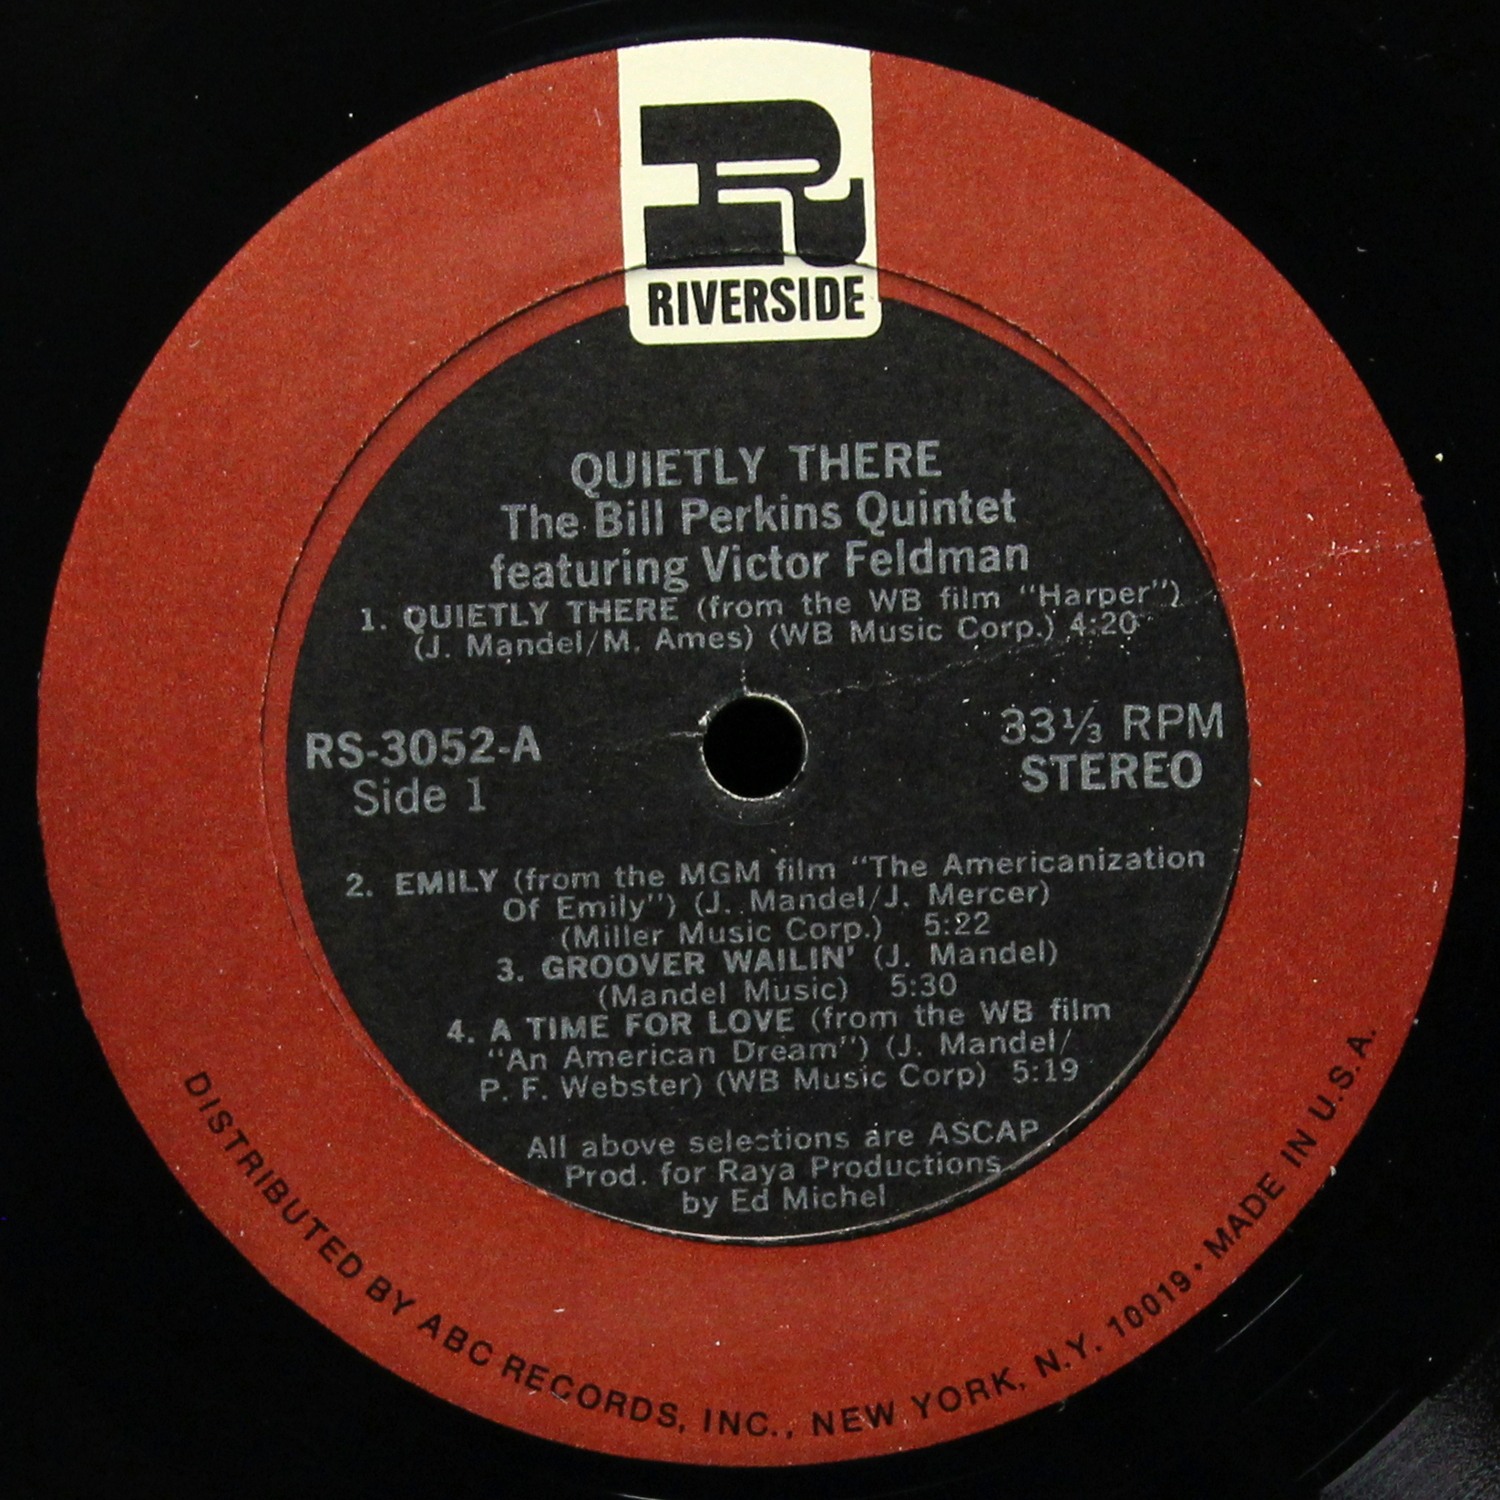 R
RIVERSIDE
QUIETLY THERE
The Bill Perkins Quintet
featuring Victor Feldman
1. QUIETLY THERE (from the WB film "Harper")
(J. Mandel/M. Ames) (WB Music Corp.) 4:20
RS-3052-A
Side 1
33⅓ RPM
STEREO
2. EMILY (from the MGM film "The Americanization
Of Emily") (J. Mandel/J. Mercer)
(Miller Music Corp.) 5:22
3. GROOVER WAILIN' (J. Mandel)
(Mandel Music) 5:30
4. A TIME FOR LOVE (from the WB film
"An American Dream") (J. Mandel/
P. F. Webster) (WB Music Corp) 5:19
All above selections are ASCAP
Prod. for Raya Productions
by Ed Michel
DISTRIBUTED BY ABC RECORDS, INC., NEW YORK, N.Y. 10019 • MADE IN U.S.A.